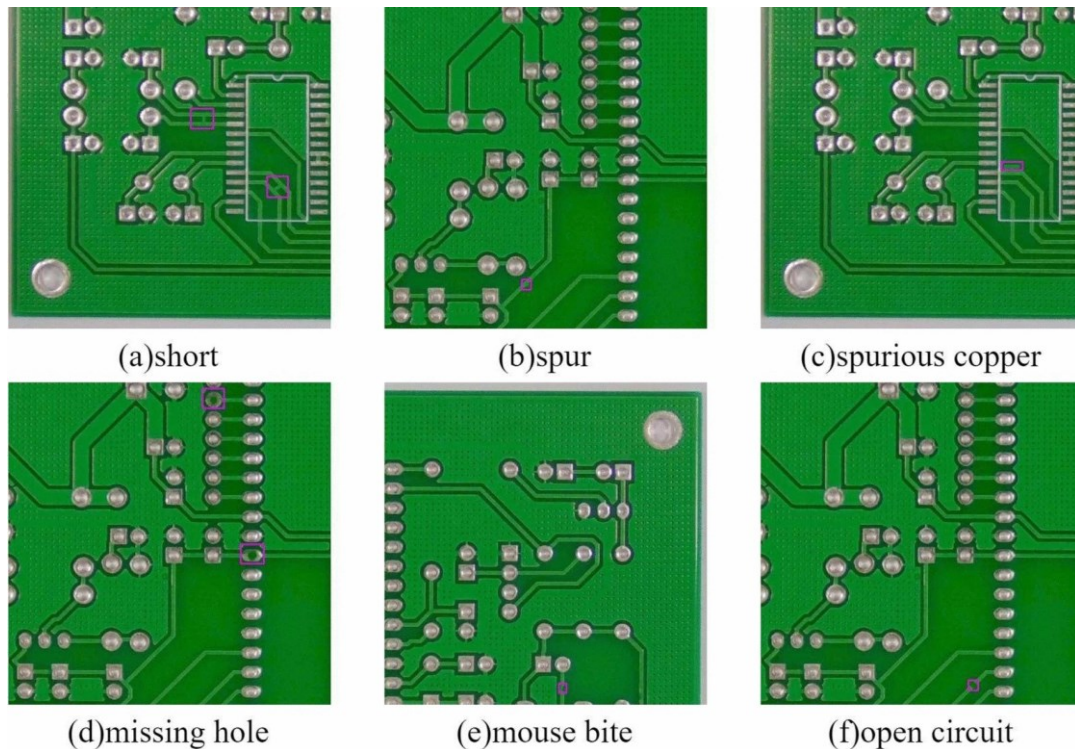 (a)short
(b)spur
(c)spurious copper
(d)missing hole
(e)mouse bite
(f)open circuit